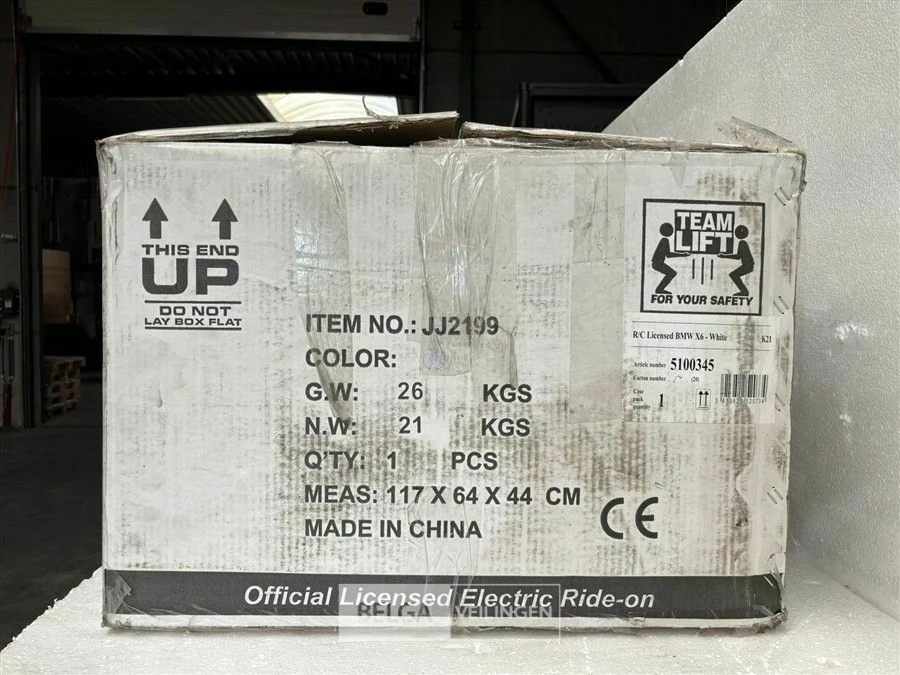 THIS END
UP
DO NOT
LAY BOX FLAT
TEAM
LIFT
FOR YOUR SAFETY
ITEM NO.: JJ2199
COLOR:
G.W: 26 KGS
N.W: 21 KGS
Q'TY: 1 PCS
MEAS: 117 X 64 X 44 CM
MADE IN CHINA
CE
R/C Licensed BMW X6 - White K21
Article number 5100345
Carton number (20)
Case
pack
quantity 1
Official Licensed Electric Ride-on
BELGA VEILINGEN